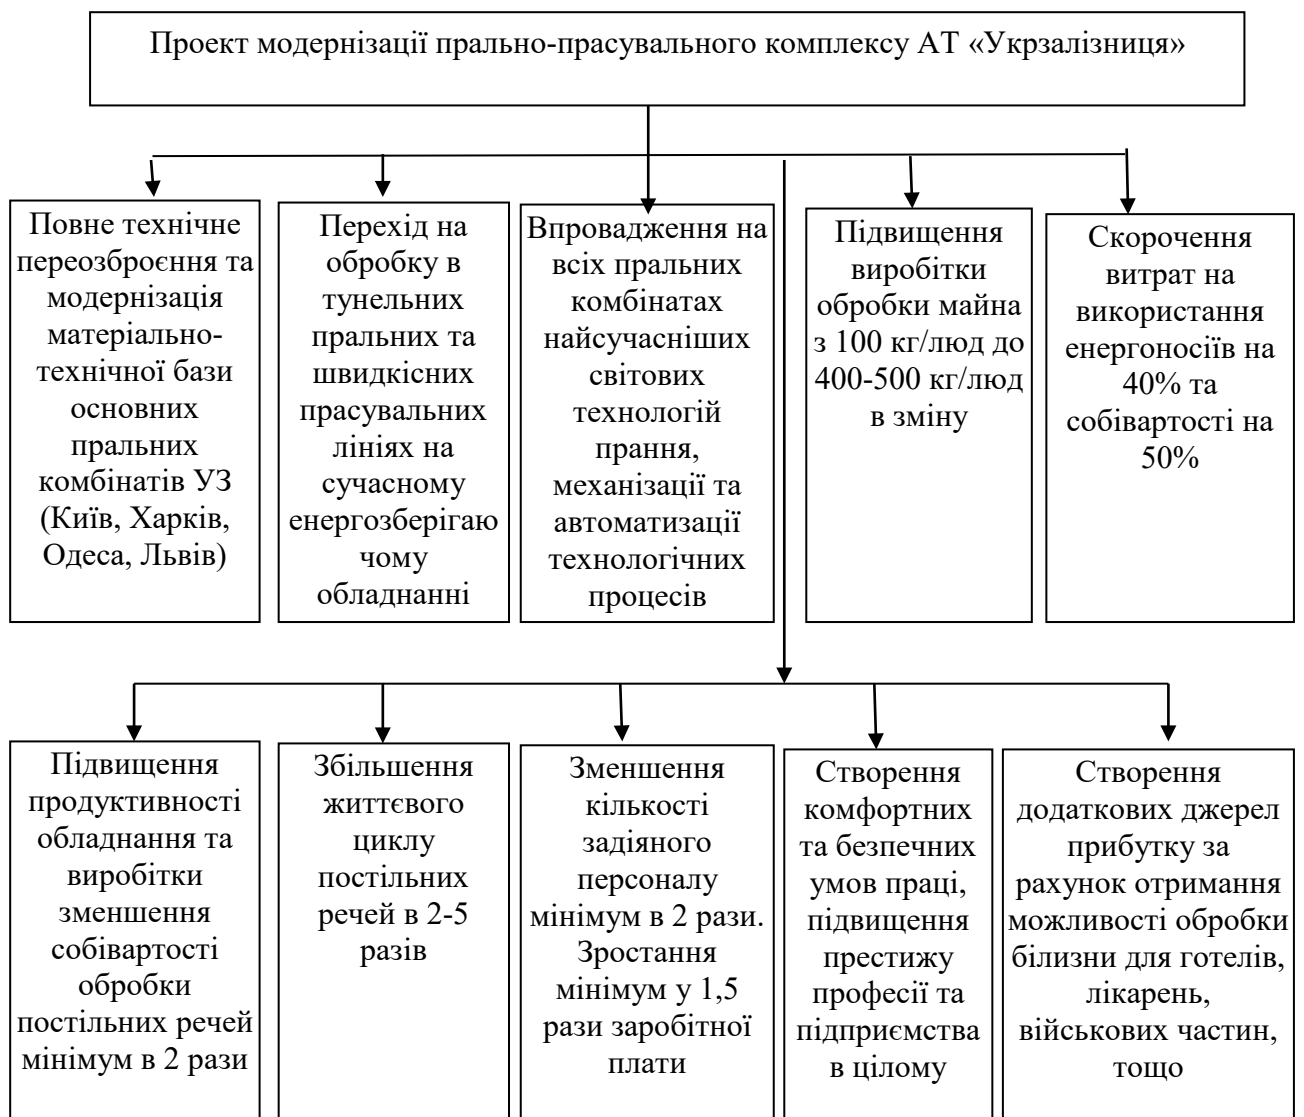 Проект модернізації прально-прасувального комплексу АТ «Укрзалізниця»
Повне технічне
переозброєння та
модернізація
матеріально-
технічної бази
основних
пральних
комбінатів УЗ
(Київ, Харків,
Одеса, Львів)
Перехід на
обробку в
тунельних
пральних та
швидкісних
прасувальних
лініях на
сучасному
енергозберігаю
чому
обладнанні
Впровадження на
всіх пральних
комбінатах
найсучасніших
світових
технологій
прання,
механізації та
автоматизації
технологічних
процесів
Підвищення
виробітки
обробки майна
з 100 кг/люд до
400-500 кг/люд
в зміну
Скорочення
витрат на
використання
енергоносіїв на
40% та
собівартості на
50%
Підвищення
продуктивності
обладнання та
виробітки
зменшення
собівартості
обробки
постільних речей
мінімум в 2 рази
Збільшення
життєвого
циклу
постільних
речей в 2-5
разів
Зменшення
кількості
задіяного
персоналу
мінімум в 2 рази.
Зростання
мінімум у 1,5
рази заробітної
плати
Створення
комфортних
та безпечних
умов праці,
підвищення
престижу
професії та
підприємства
в цілому
Створення
додаткових джерел
прибутку за
рахунок отримання
можливості обробки
білизни для готелів,
лікарень,
військових частин,
тощо